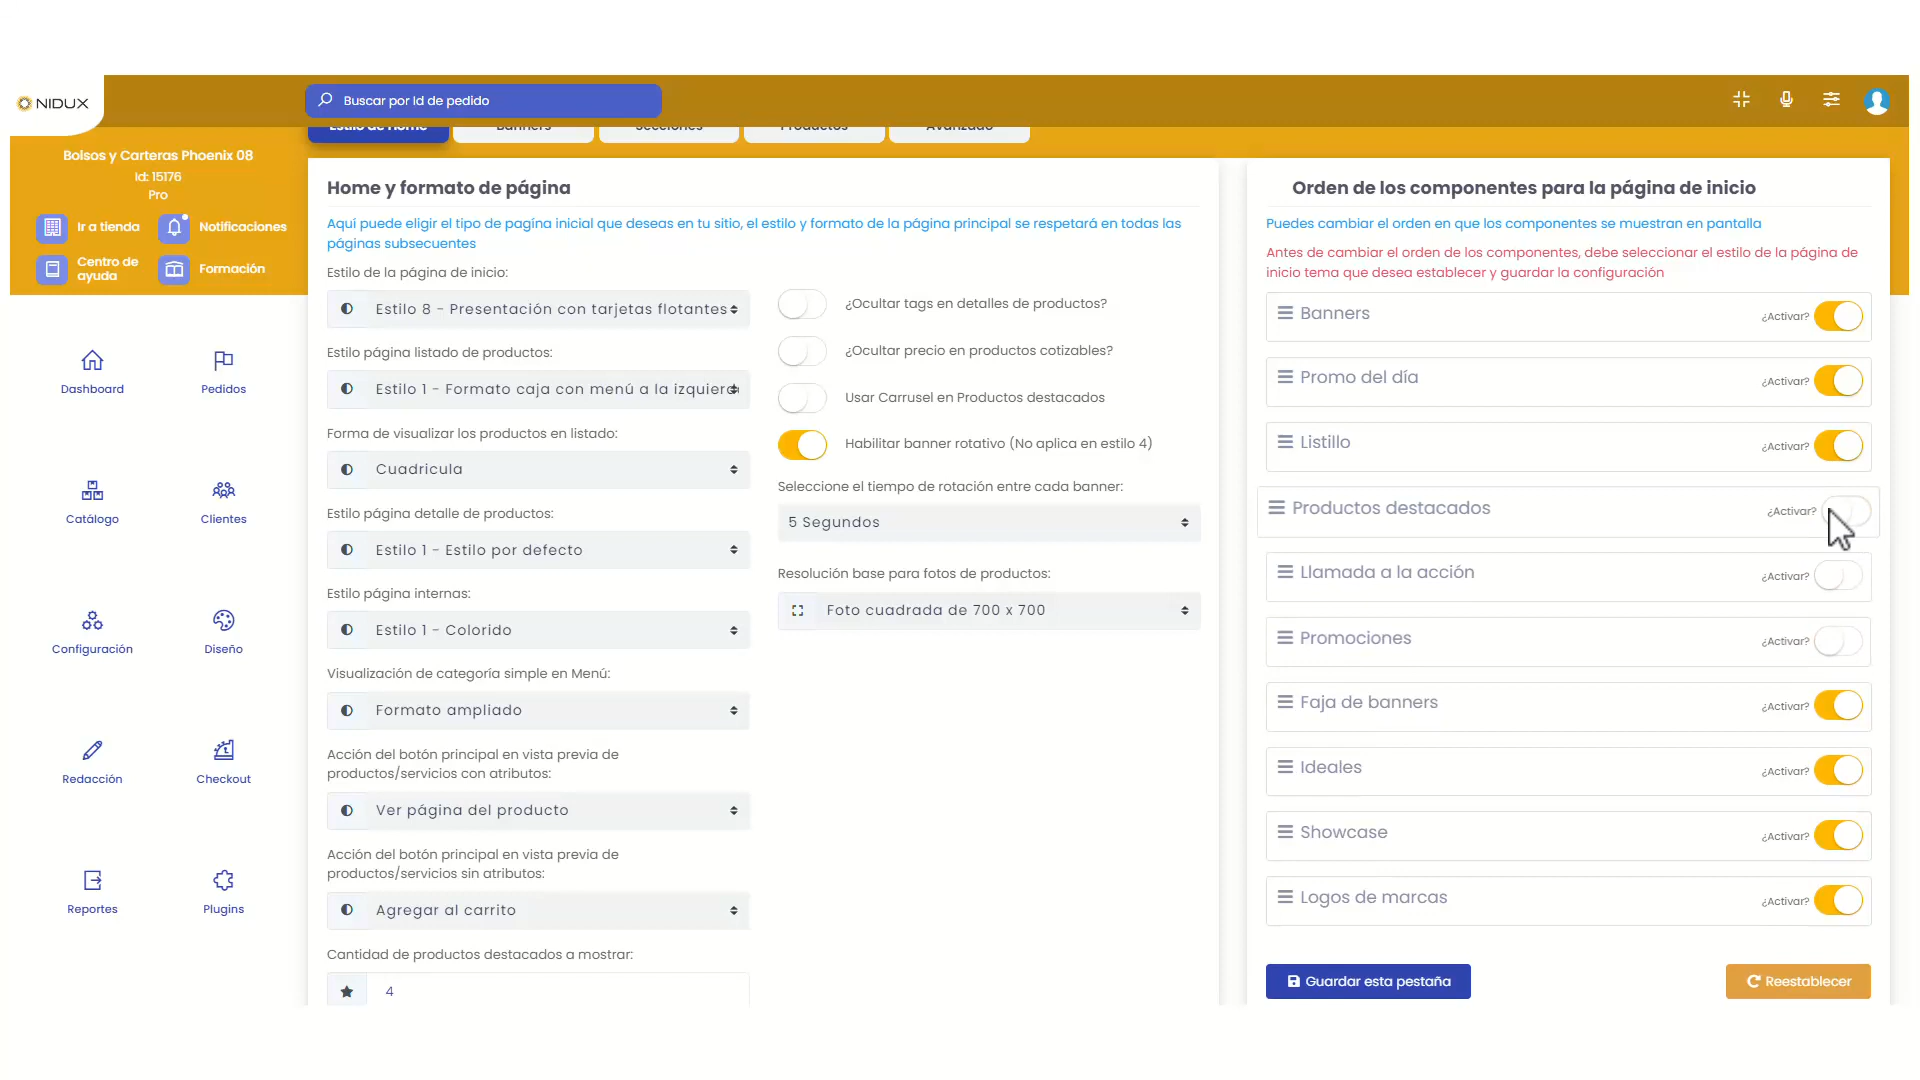 NIDUX
Buscar por Id de pedido
Estilo de Home
Banners
Secciones
Productos
Avanzado
Bolsos y Carteras Phoenix 08
Id: 15176
Pro
Ir a tienda
Notificaciones
Centro de
ayuda
Formación
Dashboard
Pedidos
Catálogo
Clientes
Configuración
Diseño
Redacción
Checkout
Reportes
Plugins
Home y formato de página
Aquí puede eligir el tipo de pagína inicial que deseas en tu sitio, el estilo y formato de la página principal se respetará en todas las
páginas subsecuentes
Estilo de la página de inicio:
Estilo 8 - Presentación con tarjetas flotantes
Estilo página listado de productos:
Estilo 1 - Formato caja con menú a la izquierda
Forma de visualizar los productos en listado:
Cuadricula
Estilo página detalle de productos:
Estilo 1 - Estilo por defecto
Estilo página internas:
Estilo 1 - Colorido
Visualización de categoría simple en Menú:
Formato ampliado
Acción del botón principal en vista previa de
productos/servicios con atributos:
Ver página del producto
Acción del botón principal en vista previa de
productos/servicios sin atributos:
Agregar al carrito
Cantidad de productos destacados a mostrar:
4
¿Ocultar tags en detalles de productos?
¿Ocultar precio en productos cotizables?
Usar Carrusel en Productos destacados
Habilitar banner rotativo (No aplica en estilo 4)
Seleccione el tiempo de rotación entre cada banner:
5 Segundos
Resolución base para fotos de productos:
Foto cuadrada de 700 x 700
Orden de los componentes para la página de inicio
Puedes cambiar el orden en que los componentes se muestran en pantalla
Antes de cambiar el orden de los componentes, debe seleccionar el estilo de la página de
inicio tema que desea establecer y guardar la configuración
Banners ¿Activar?
Promo del día ¿Activar?
Listillo ¿Activar?
Productos destacados ¿Activar?
Llamada a la acción ¿Activar?
Promociones ¿Activar?
Faja de banners ¿Activar?
Ideales ¿Activar?
Showcase ¿Activar?
Logos de marcas ¿Activar?
Guardar esta pestaña
Reestablecer